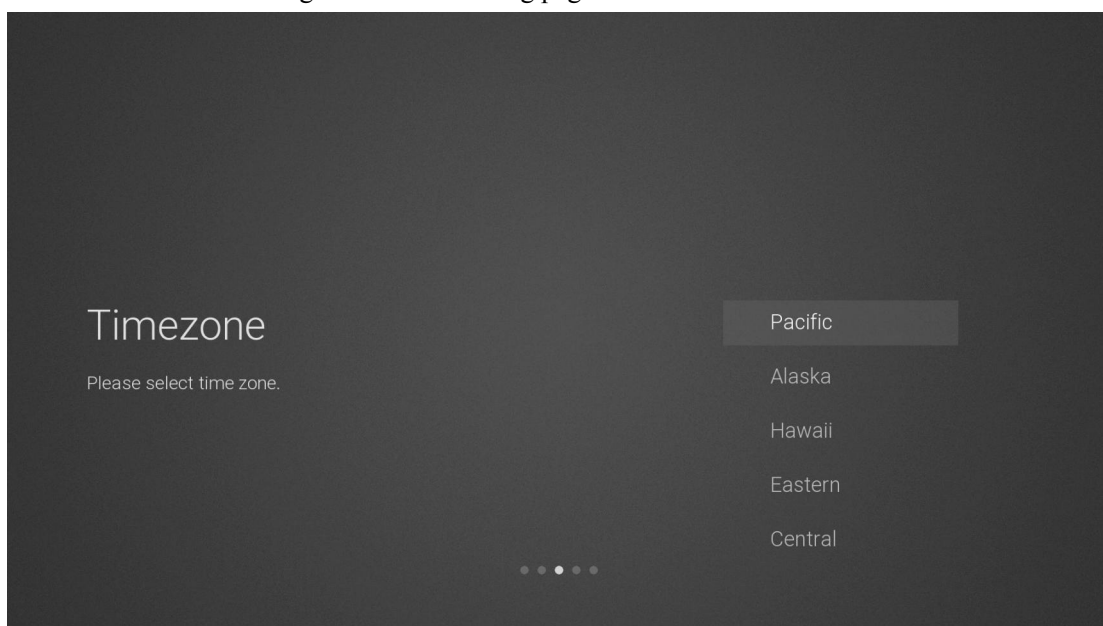 Timezone
Please select time zone.
Pacific
Alaska
Hawaii
Eastern
Central